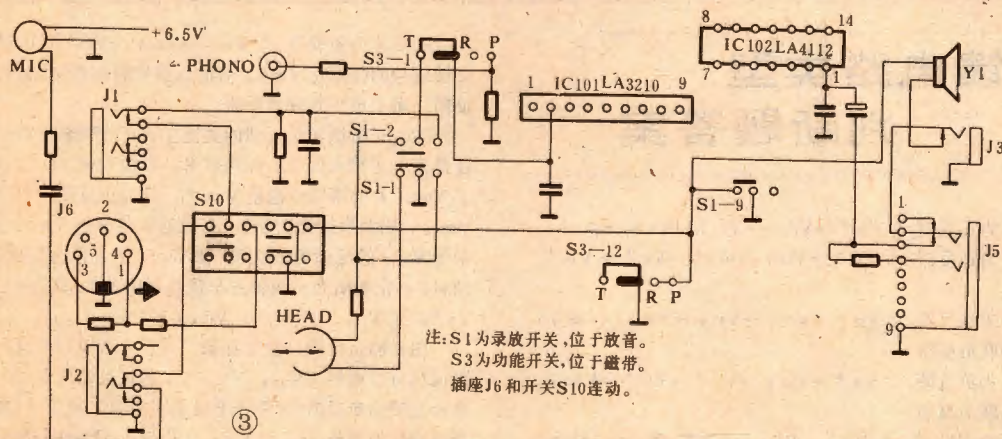 MIC
+6.5V
PHONO
S3-1
T
R
P
8
14
IC102LA4112
7
1
Y1
J1
S1-2
1
IC101LA3210
9
J3
S1-1
J6
S10
S1-9
2
5
4
3
1
S3-12
T
R
P
1
J5
9
HEAD
J2
注:S1为录放开关,位于放音。
S3为功能开关,位于磁带。
插座J6和开关S10连动。
③